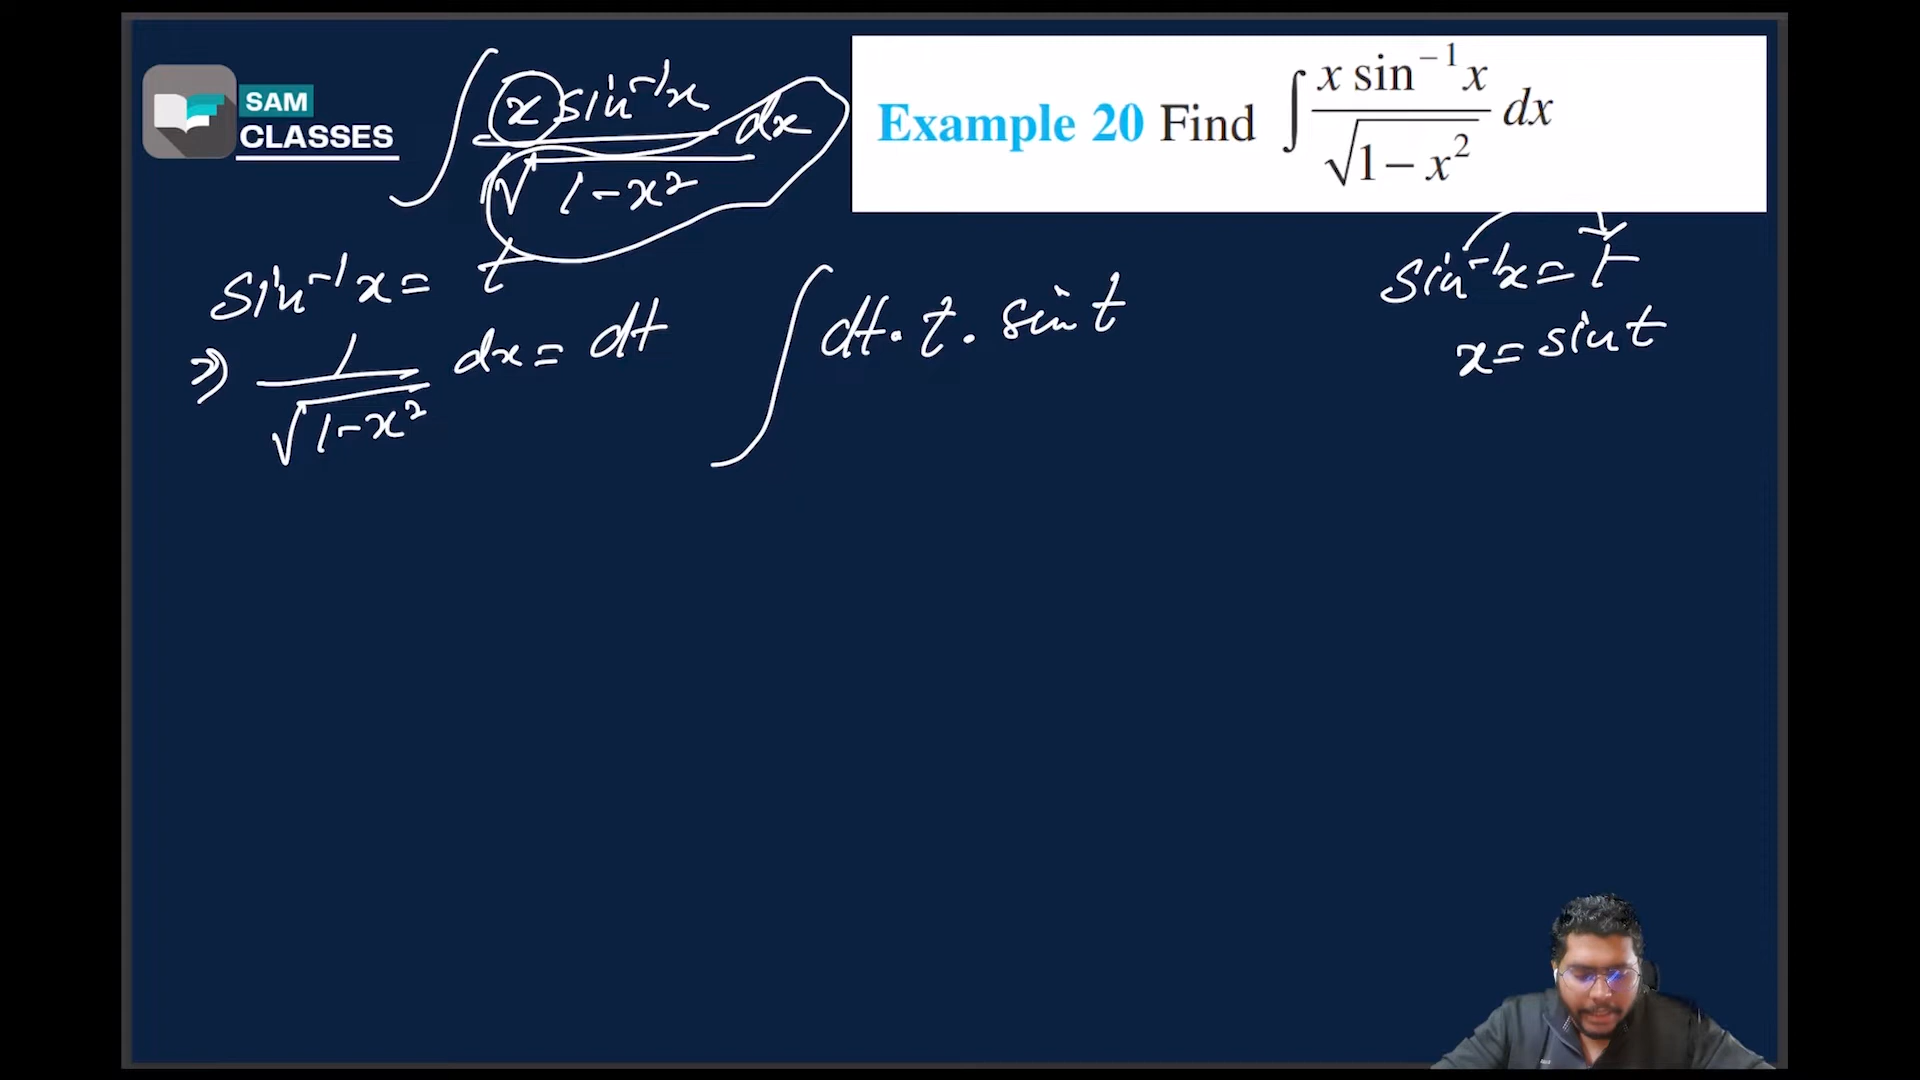 SAM
CLASSES
∫ x sin⁻¹x / √1-x² dx
Example 20 Find ∫ x sin⁻¹ x / √1-x² dx
sin⁻¹x = t
⇒ 1 / √1-x² dx = dt
∫ dt . t . sin t
sin⁻¹x = t
x = sin t